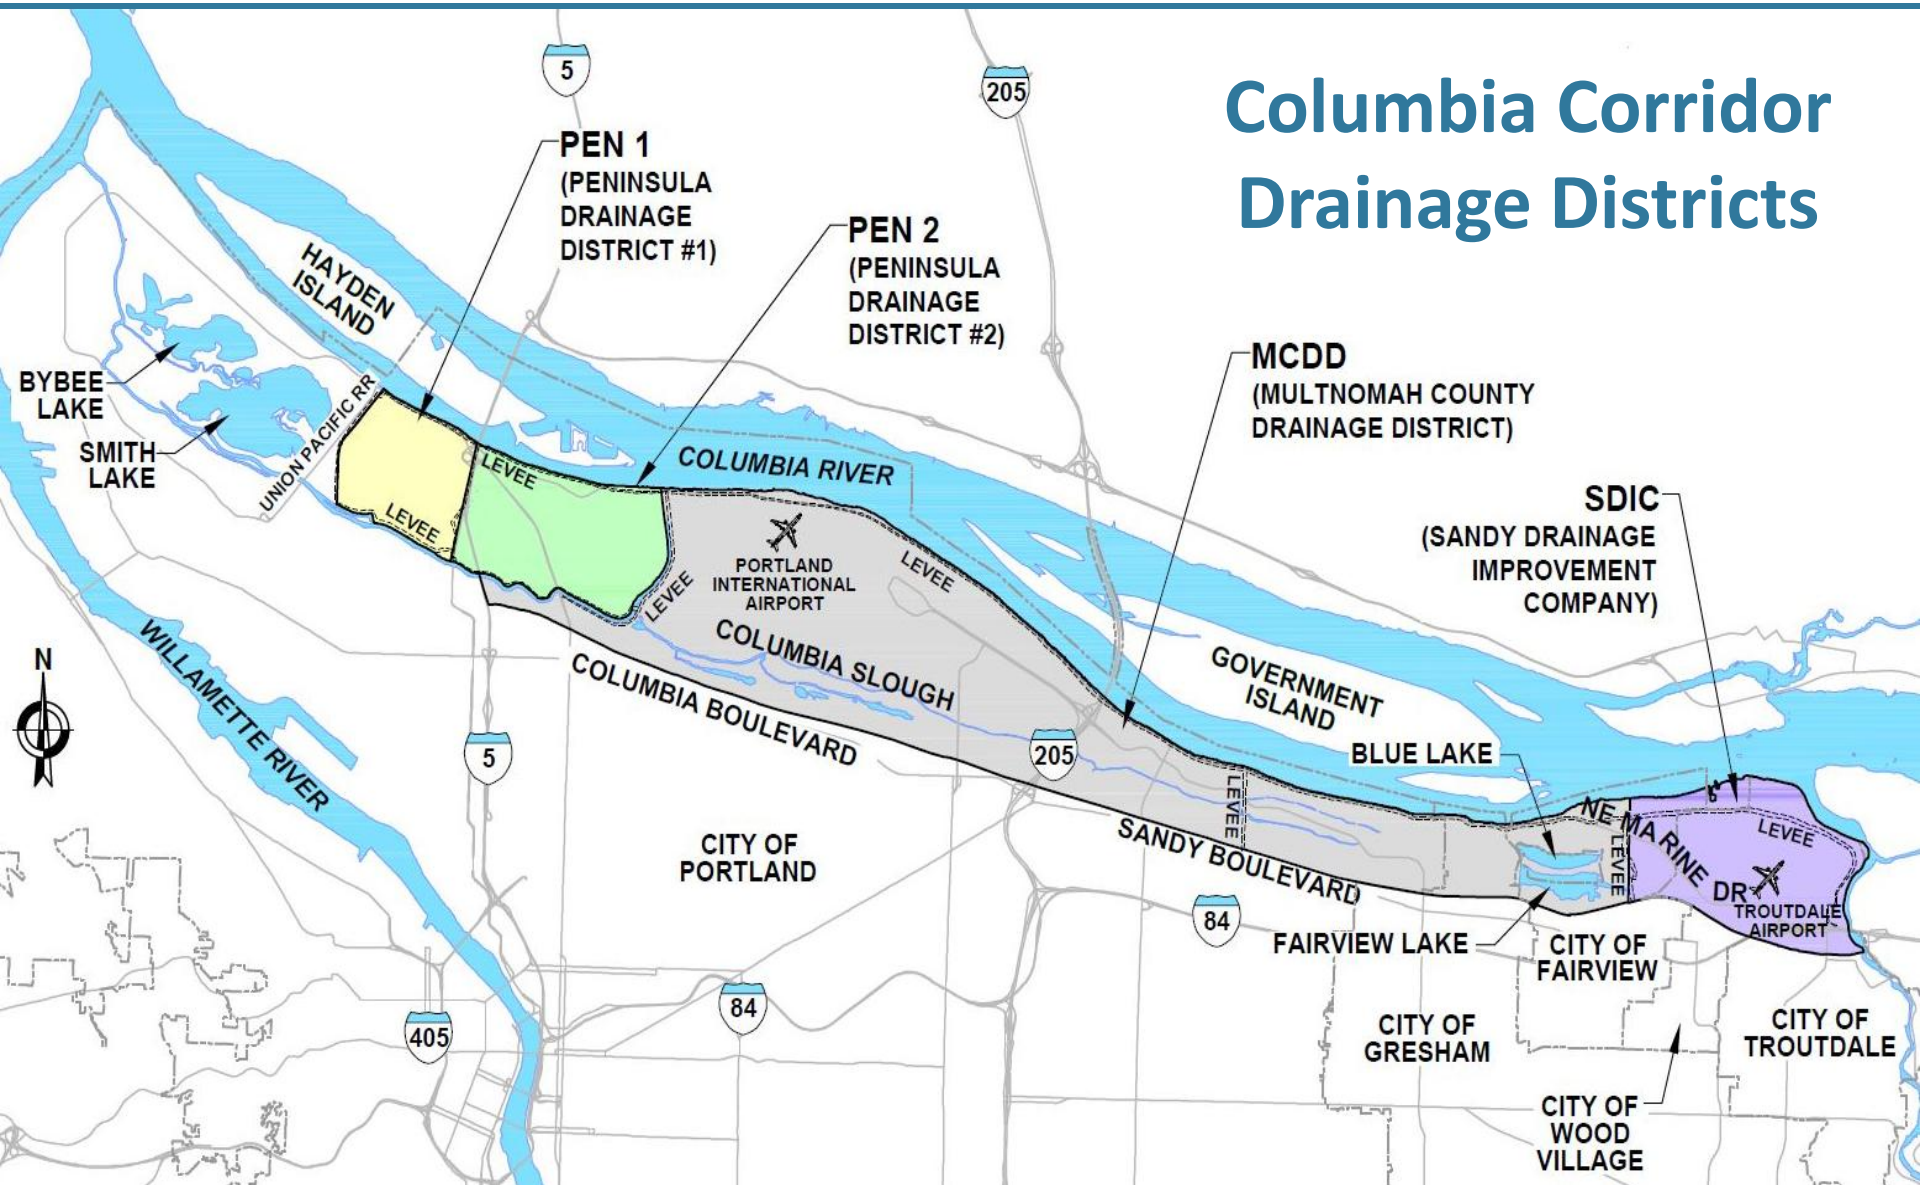 Columbia Corridor
Drainage Districts
5
205
PEN 1
(PENINSULA
DRAINAGE
DISTRICT #1)
PEN 2
(PENINSULA
DRAINAGE
DISTRICT #2)
HAYDEN
ISLAND
MCDD
(MULTNOMAH COUNTY
DRAINAGE DISTRICT)
BYBEE
LAKE
SMITH
LAKE
UNION PACIFIC RR
LEVEE
LEVEE
COLUMBIA RIVER
SDIC
(SANDY DRAINAGE
IMPROVEMENT
COMPANY)
PORTLAND
INTERNATIONAL
AIRPORT
LEVEE
LEVEE
COLUMBIA SLOUGH
COLUMBIA BOULEVARD
GOVERNMENT
ISLAND
N
WILLAMETTE RIVER
5
205
BLUE LAKE
LEVEE
NE MARINE DR
LEVEE
LEVEE
SANDY BOULEVARD
CITY OF
PORTLAND
TROUTDALE
AIRPORT
84
FAIRVIEW LAKE
CITY OF
FAIRVIEW
84
405
CITY OF
GRESHAM
CITY OF
TROUTDALE
CITY OF
WOOD
VILLAGE